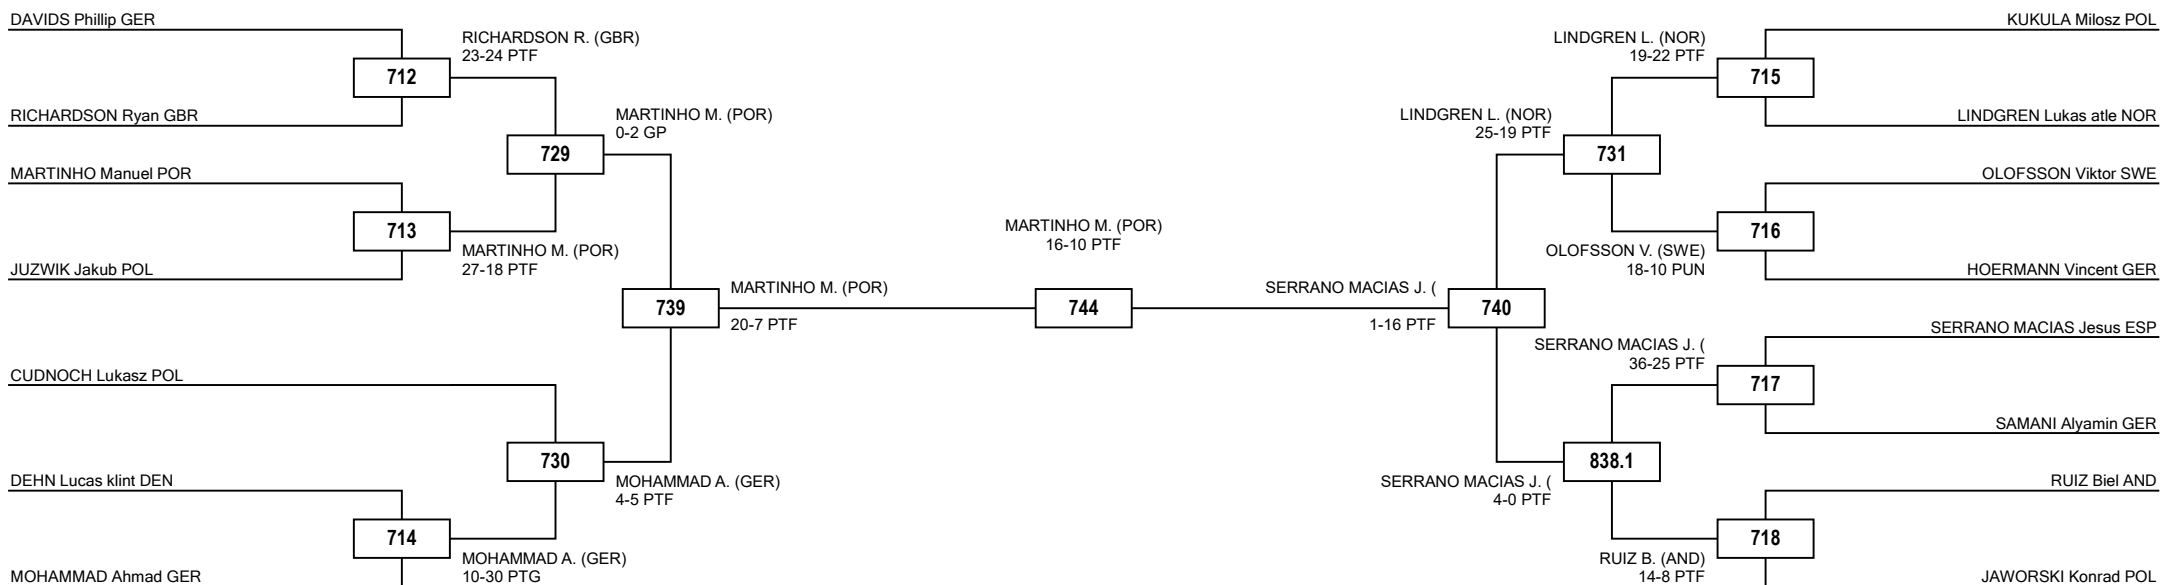 DAVIDS Phillip GER
KUKULA Milosz POL
RICHARDSON R. (GBR)
23-24 PTF
LINDGREN L. (NOR)
19-22 PTF
712
715
RICHARDSON Ryan GBR
MARTINHO M. (POR)
0-2 GP
LINDGREN L. (NOR)
25-19 PTF
LINDGREN Lukas atle NOR
729
731
MARTINHO Manuel POR
OLOFSSON Viktor SWE
713
MARTINHO M. (POR)
16-10 PTF
716
MARTINHO M. (POR)
27-18 PTF
OLOFSSON V. (SWE)
18-10 PUN
JUZWIK Jakub POL
HOERMANN Vincent GER
739
MARTINHO M. (POR)
20-7 PTF
744
SERRANO MACIAS J. (
1-16 PTF
740
SERRANO MACIAS Jesus ESP
SERRANO MACIAS J. (
36-25 PTF
CUDNOCH Lukasz POL
717
SAMANI Alyamin GER
730
838.1
DEHN Lucas klint DEN
MOHAMMAD A. (GER)
4-5 PTF
SERRANO MACIAS J. (
4-0 PTF
RUIZ Biel AND
714
718
MOHAMMAD A. (GER)
10-30 PTG
RUIZ B. (AND)
14-8 PTF
MOHAMMAD Ahmad GER
JAWORSKI Konrad POL